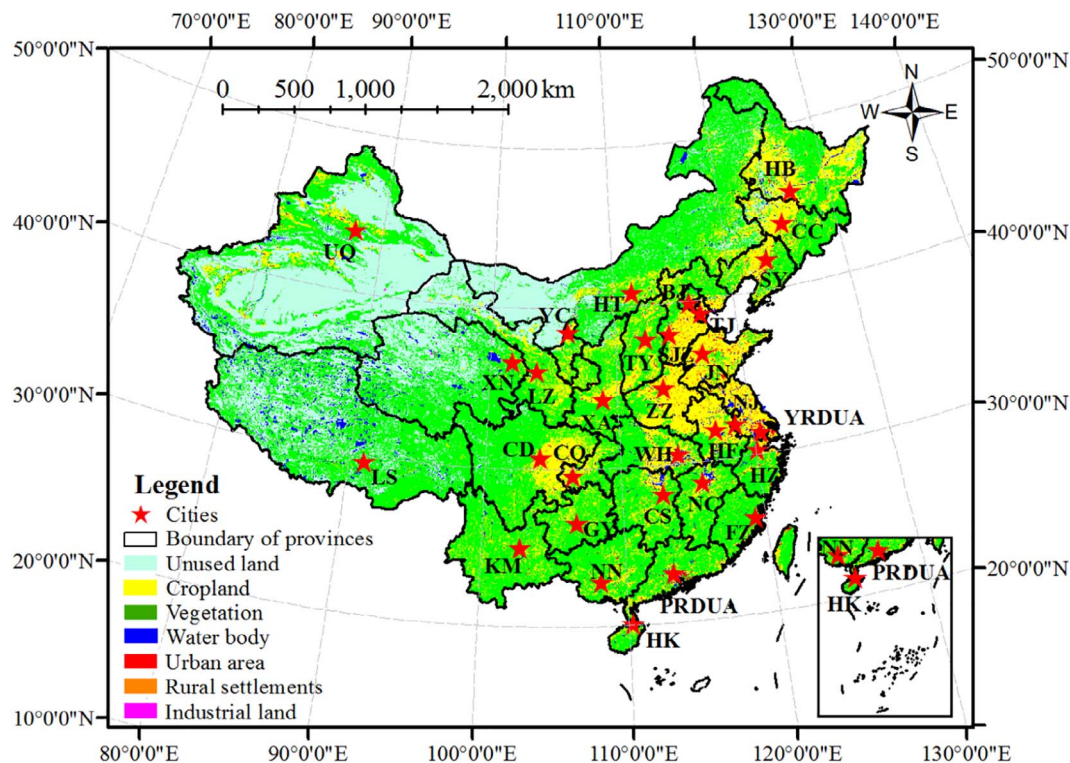 70°0'0"E 80°0'0"E 90°0'0"E 110°0'0"E 130°0'0"E 140°0'0"E
50°0'0"N
50°0'0"N
0 500 1,000 2,000 km
N
W E
S
HB
40°0'0"N
CC
40°0'0"N
UQ
SY
HT BJ
YC
TJ
TY SJZ
JN
XN
LZ
30°0'0"N
XA ZZ
NJ
30°0'0"N
YRDUA
CD CQ WH HF
HZ
LS
Legend
Cities
NC
CS
GY FZ
Boundary of provinces
Unused land
KM
NN
20°0'0"N
Cropland
NN
20°0'0"N
PRDUA
PRDUA
Vegetation
HK
Water body
HK
Urban area
Rural settlements
Industrial land
10°0'0"N
80°0'0"E 90°0'0"E 100°0'0"E 110°0'0"E 120°0'0"E 130°0'0"E